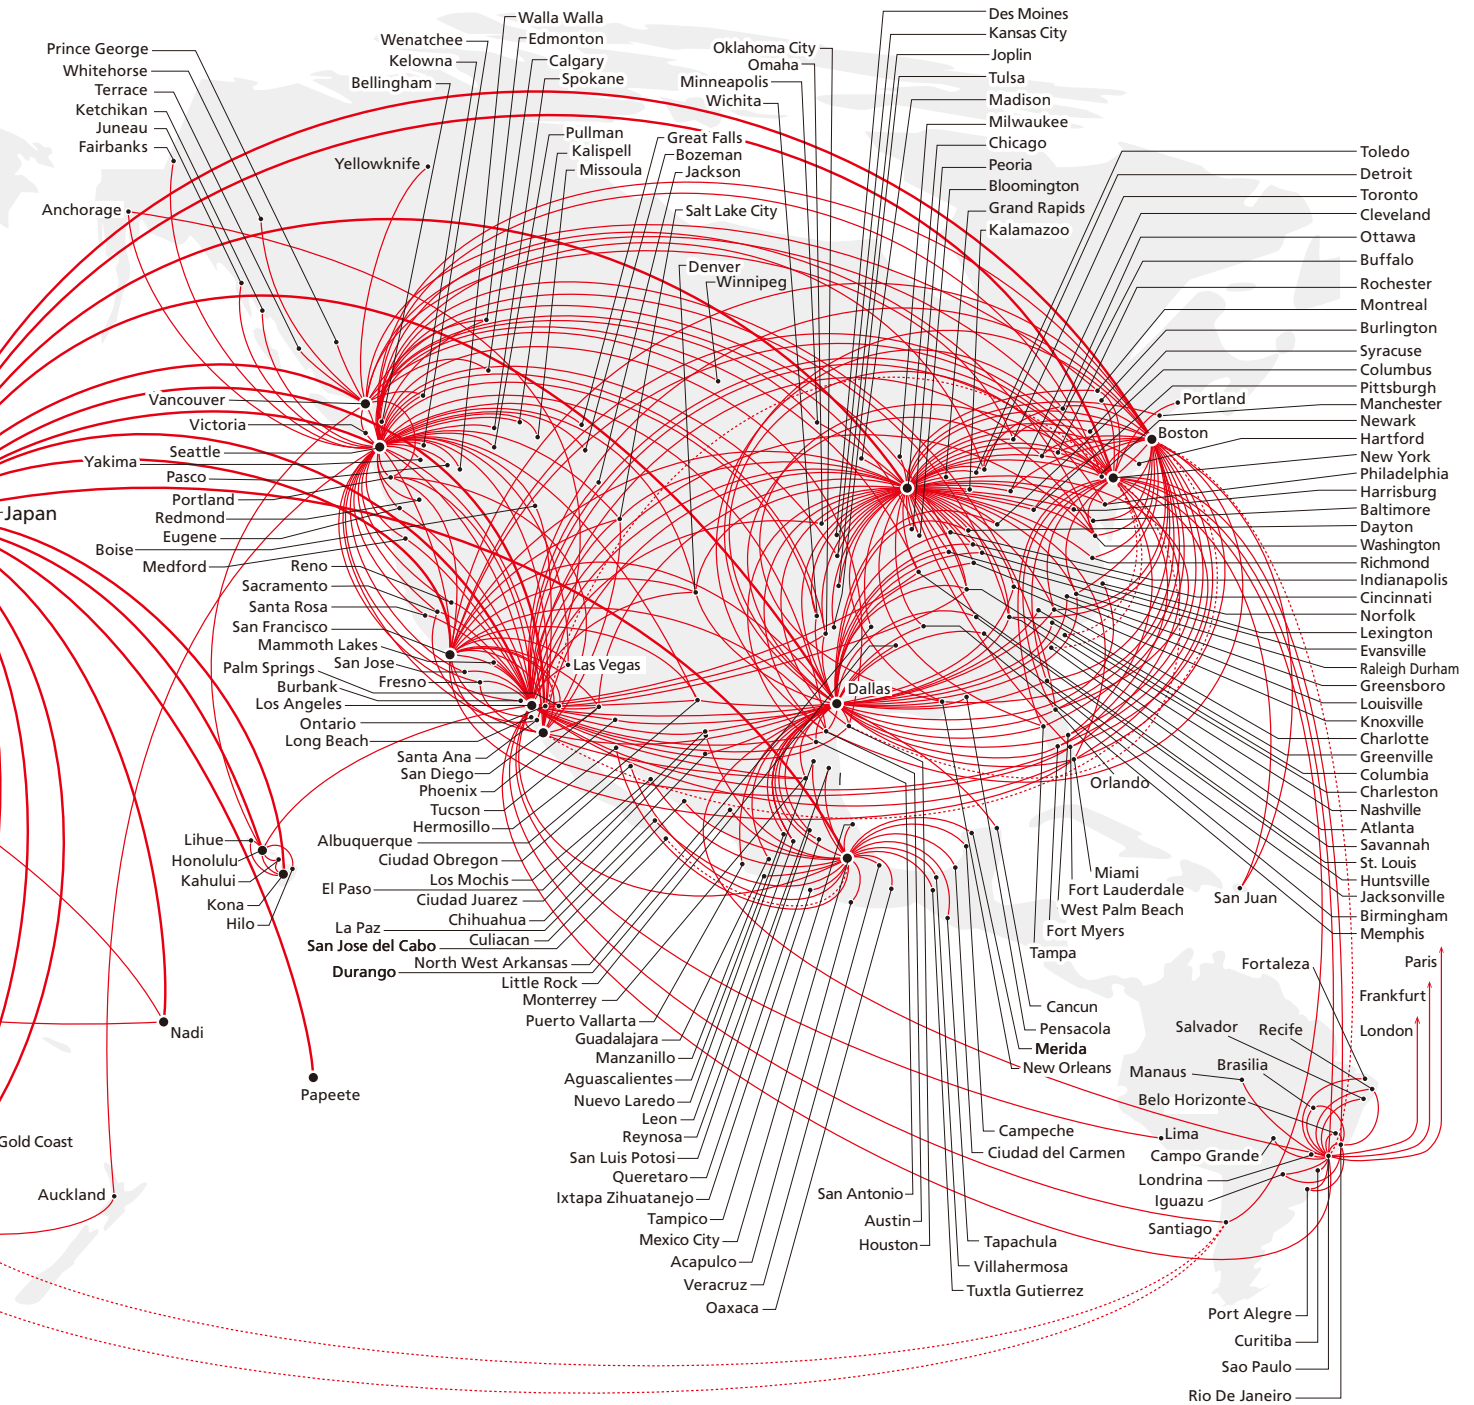 Prince George
Whitehorse
Terrace
Ketchikan
Juneau
Fairbanks
Anchorage
Wenatchee
Kelowna
Bellingham
Yellowknife
Walla Walla
Edmonton
Calgary
Spokane
Pullman
Kalispell
Missoula
Great Falls
Bozeman
Jackson
Salt Lake City
Denver
Winnipeg
Oklahoma City
Omaha
Minneapolis
Wichita
Des Moines
Kansas City
Joplin
Tulsa
Madison
Milwaukee
Chicago
Peoria
Bloomington
Grand Rapids
Kalamazoo
Toledo
Detroit
Toronto
Cleveland
Ottawa
Buffalo
Rochester
Montreal
Burlington
Syracuse
Columbus
Pittsburgh
Portland
Manchester
Newark
Boston
Hartford
New York
Philadelphia
Harrisburg
Baltimore
Dayton
Washington
Richmond
Indianapolis
Cincinnati
Norfolk
Lexington
Evansville
Raleigh Durham
Greensboro
Louisville
Knoxville
Charlotte
Greenville
Columbia
Charleston
Nashville
Atlanta
Savannah
St. Louis
Huntsville
Jacksonville
Birmingham
Memphis
Vancouver
Victoria
Seattle
Yakima
Pasco
Portland
Japan
Redmond
Eugene
Boise
Medford
Reno
Sacramento
Santa Rosa
San Francisco
Mammoth Lakes
San Jose
Palm Springs
Fresno
Burbank
Los Angeles
Ontario
Long Beach
Las Vegas
Dallas
Santa Ana
San Diego
Phoenix
Tucson
Hermosillo
Albuquerque
Ciudad Obregon
Los Mochis
El Paso
Ciudad Juarez
Chihuahua
La Paz
Culiacan
San Jose del Cabo
North West Arkansas
Durango
Little Rock
Monterrey
Puerto Vallarta
Guadalajara
Manzanillo
Aguascalientes
Nuevo Laredo
Leon
Reynosa
San Luis Potosi
Queretaro
Ixtapa Zihuatanejo
Tampico
Mexico City
Acapulco
Veracruz
Oaxaca
Lihue
Honolulu
Kahului
Kona
Hilo
Nadi
Papeete
Gold Coast
Auckland
San Antonio
Austin
Houston
Orlando
Miami
Fort Lauderdale
West Palm Beach
Fort Myers
Tampa
San Juan
Cancun
Pensacola
Merida
New Orleans
Campeche
Ciudad del Carmen
Tapachula
Villahermosa
Tuxtla Gutierrez
Paris
Frankfurt
London
Fortaleza
Salvador
Recife
Brasilia
Manaus
Belo Horizonte
Lima
Campo Grande
Londrina
Iguazu
Santiago
Port Alegre
Curitiba
Sao Paulo
Rio De Janeiro